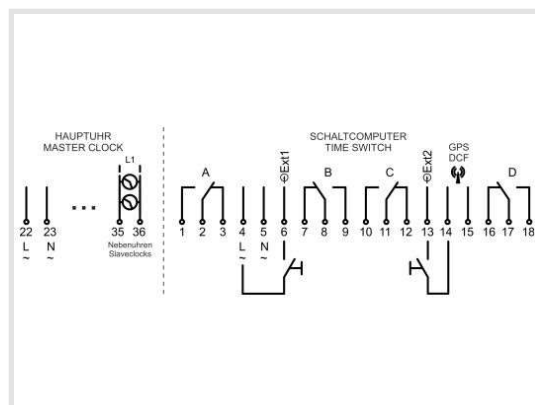 HAUPTUHR
MASTER CLOCK
L1
22 23 ... 35 36
L N
~ ~
Nebenuhren
Slaveclocks
SCHALTCOMPUTER
TIME SWITCH
GPS
DCF
A Ext1 B C Ext2 D
1 2 3 4 5 6 7 8 9 10 11 12 13 14 15 16 17 18
L N
~ ~